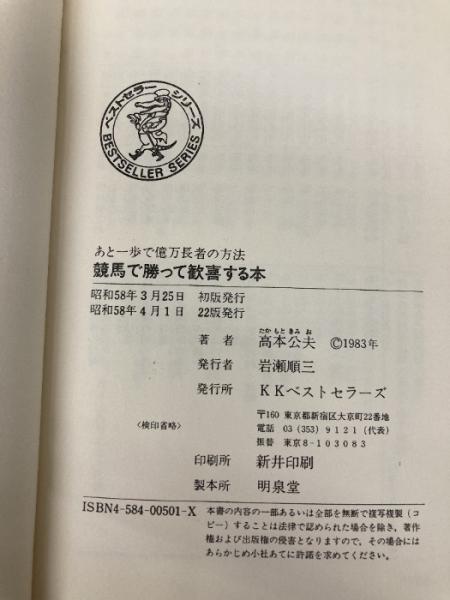 ベストセラーシリーズ
BESTSELLER SERIES
あと一歩で億万長者の方法
競馬で勝って歓喜する本
昭和58年3月25日 初版発行
昭和58年4月1日 22版発行
たかもときみお
著者 高本公夫 ©1983年
発行者 岩瀬順三
発行所 KKベストセラーズ
〒160 東京都新宿区大京町22番地
電話 03(353)9121(代表)
〈検印省略〉
振替 東京8-103083
印刷所 新井印刷
製本所 明泉堂
ISBN4-584-00501-X
本書の内容の一部あるいは全部を無断で複写複製(コ
ピー)することは法律で認められた場合を除き、著作
権および出版権の侵害となりますので、その場合には
あらかじめ小社あてに許諾を求めてください。